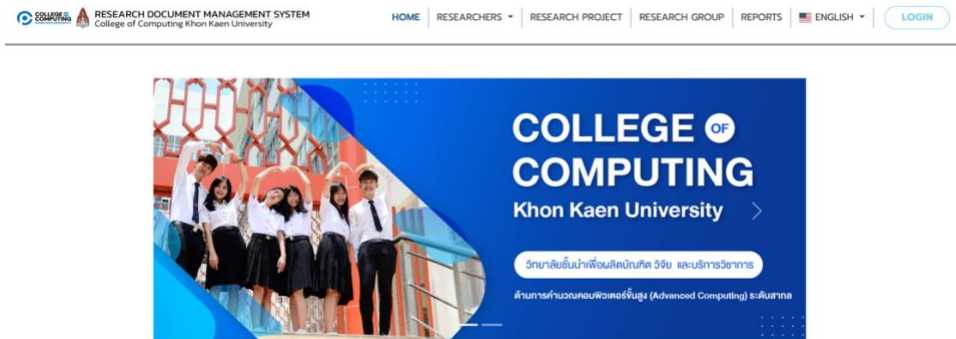 COLLEGE OF
COMPUTING
RESEARCH DOCUMENT MANAGEMENT SYSTEM
College of Computing Khon Kaen University
HOME
RESEARCHERS
RESEARCH PROJECT
RESEARCH GROUP
REPORTS
ENGLISH
LOGIN
COLLEGE OF
COMPUTING
Khon Kaen University
วิทยาลัยชั้นนำเพื่อผลิตบัณฑิต วิจัย และบริการวิชาการ
ด้านการคำนวณคอมพิวเตอร์ขั้นสูง (Advanced Computing) ระดับสากล